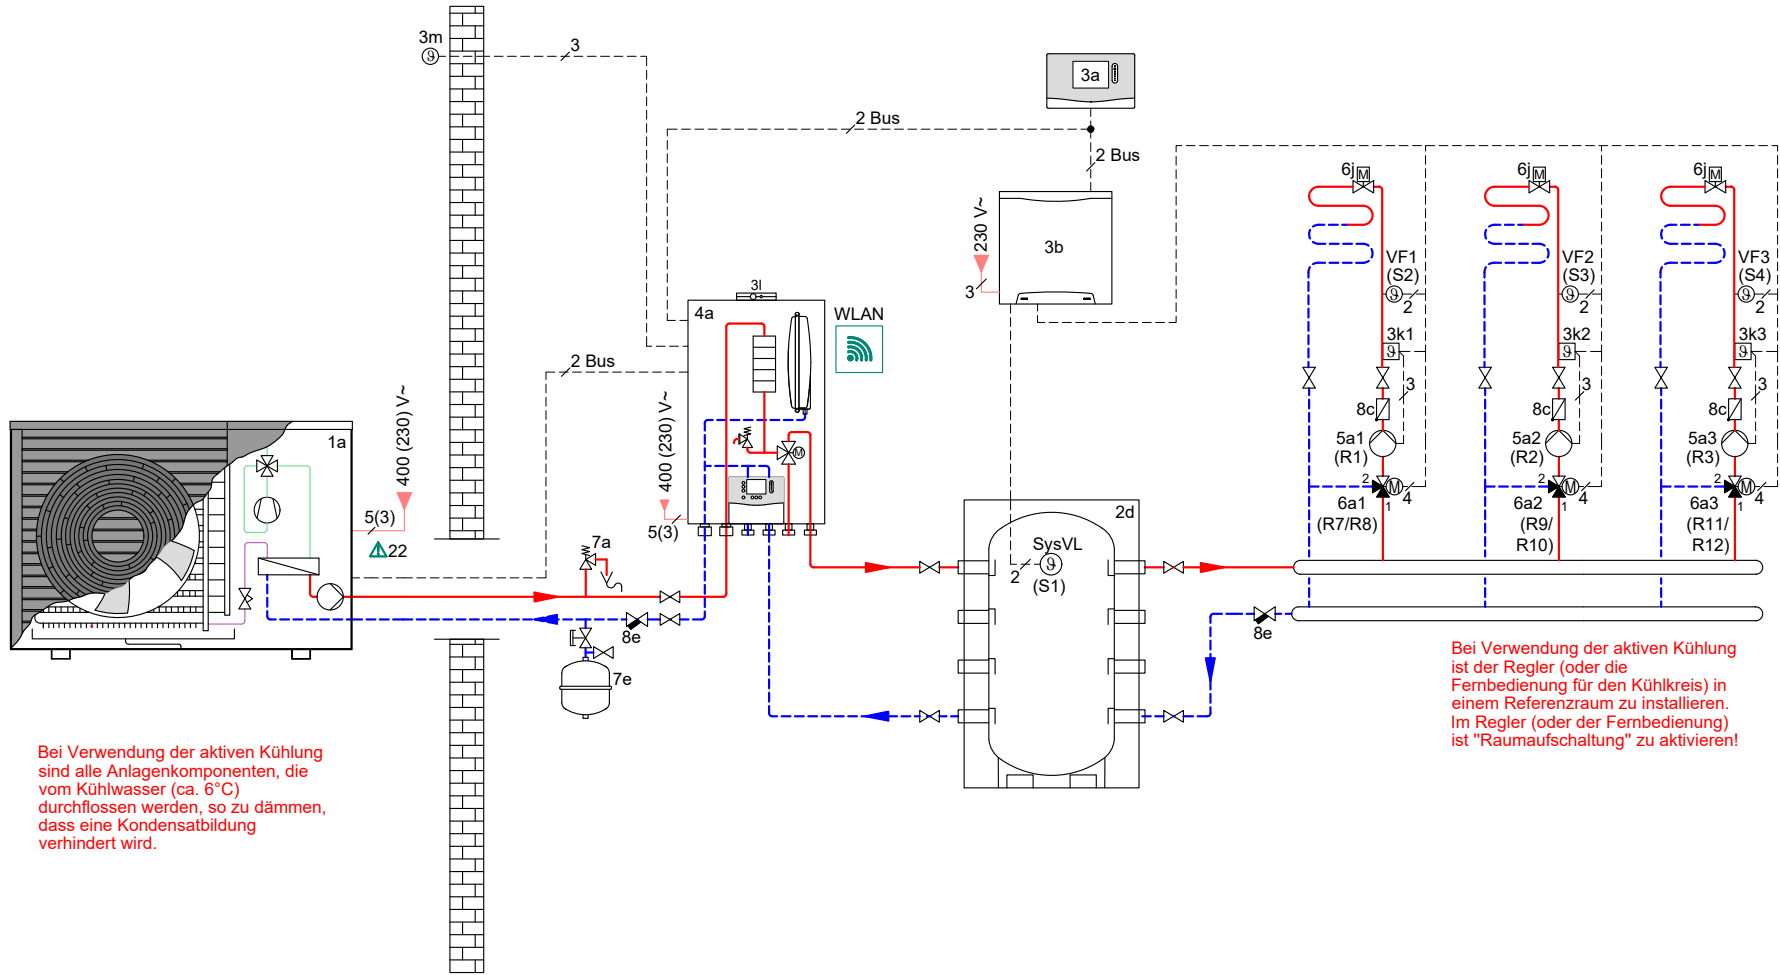 3m
3
3a
2 Bus
2 Bus
6j
M
6j
M
6j
M
230 V~
3b
3
VF1
(S2)
2
VF2
(S3)
2
VF3
(S4)
2
3l
4a
WLAN
2 Bus
400 (230) V~
5(3)
M
3k1
3
3k2
3
3k3
3
8c
8c
8c
1a
400 (230) V~
5(3)
22
5a1
(R1)
5a2
(R2)
5a3
(R3)
2
M
4
1
6a1
(R7/R8)
2
M
4
1
6a2
(R9/
R10)
2
M
4
1
6a3
(R11/
R12)
7a
2d
SysVL
2
(S1)
8e
8e
7e
Bei Verwendung der aktiven Kühlung
ist der Regler (oder die
Fernbedienung für den Kühlkreis) in
einem Referenzraum zu installieren.
Im Regler (oder der Fernbedienung)
ist "Raumaufschaltung" zu aktivieren!
Bei Verwendung der aktiven Kühlung
sind alle Anlagenkomponenten, die
vom Kühlwasser (ca. 6°C)
durchflossen werden, so zu dämmen,
dass eine Kondensatbildung
verhindert wird.